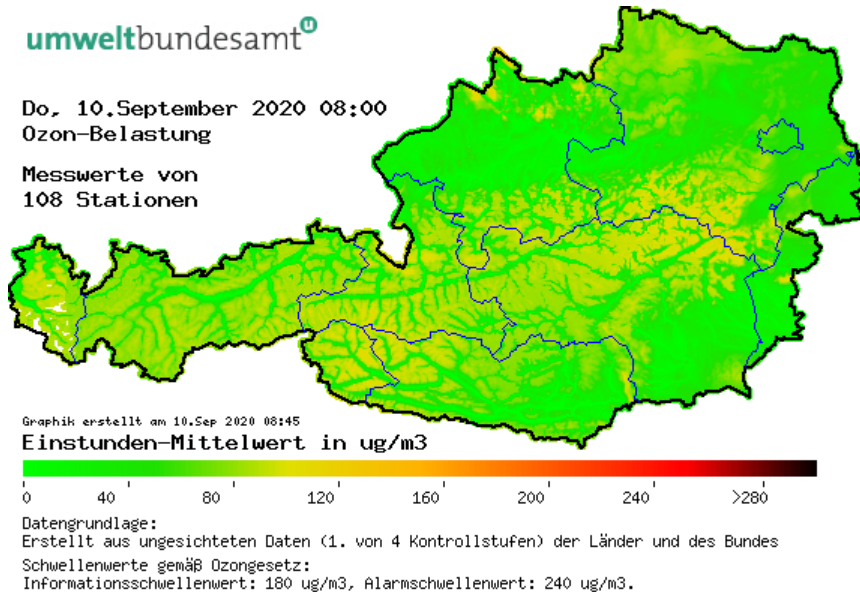 umweltbundesamt u
Do, 10.September 2020 08:00
Ozon-Belastung
Messwerte von
108 Stationen
Graphik erstellt am 10.Sep 2020 08:45
Einstunden-Mittelwert in ug/m3
0 40 80 120 160 200 240 >280
Datengrundlage:
Erstellt aus ungesichteten Daten (1. von 4 Kontrollstufen) der Länder und des Bundes
Schwellenwerte gemäß Ozongesetz:
Informationsschwellenwert: 180 ug/m3, Alarmschwellenwert: 240 ug/m3.